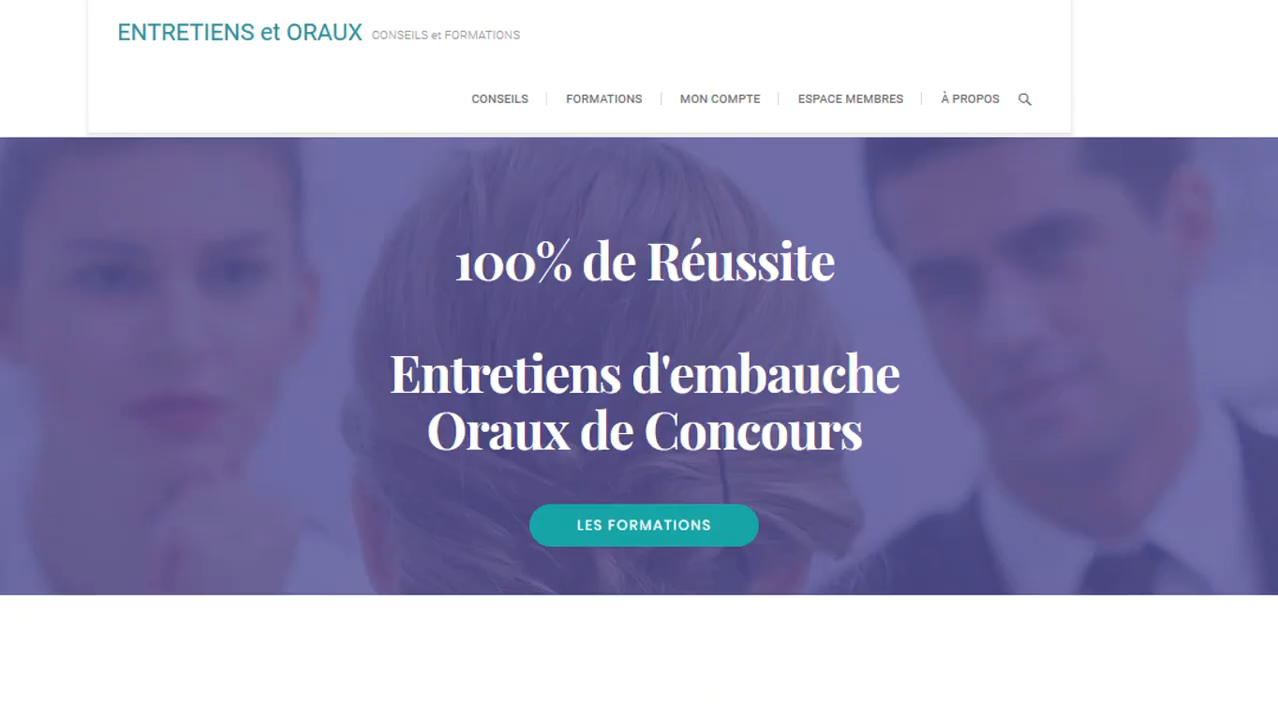 ENTRETIENS et ORAUX CONSEILS et FORMATIONS
CONSEILS FORMATIONS MON COMPTE ESPACE MEMBRES À PROPOS
100% de Réussite
Entretiens d'embauche
Oraux de Concours
LES FORMATIONS